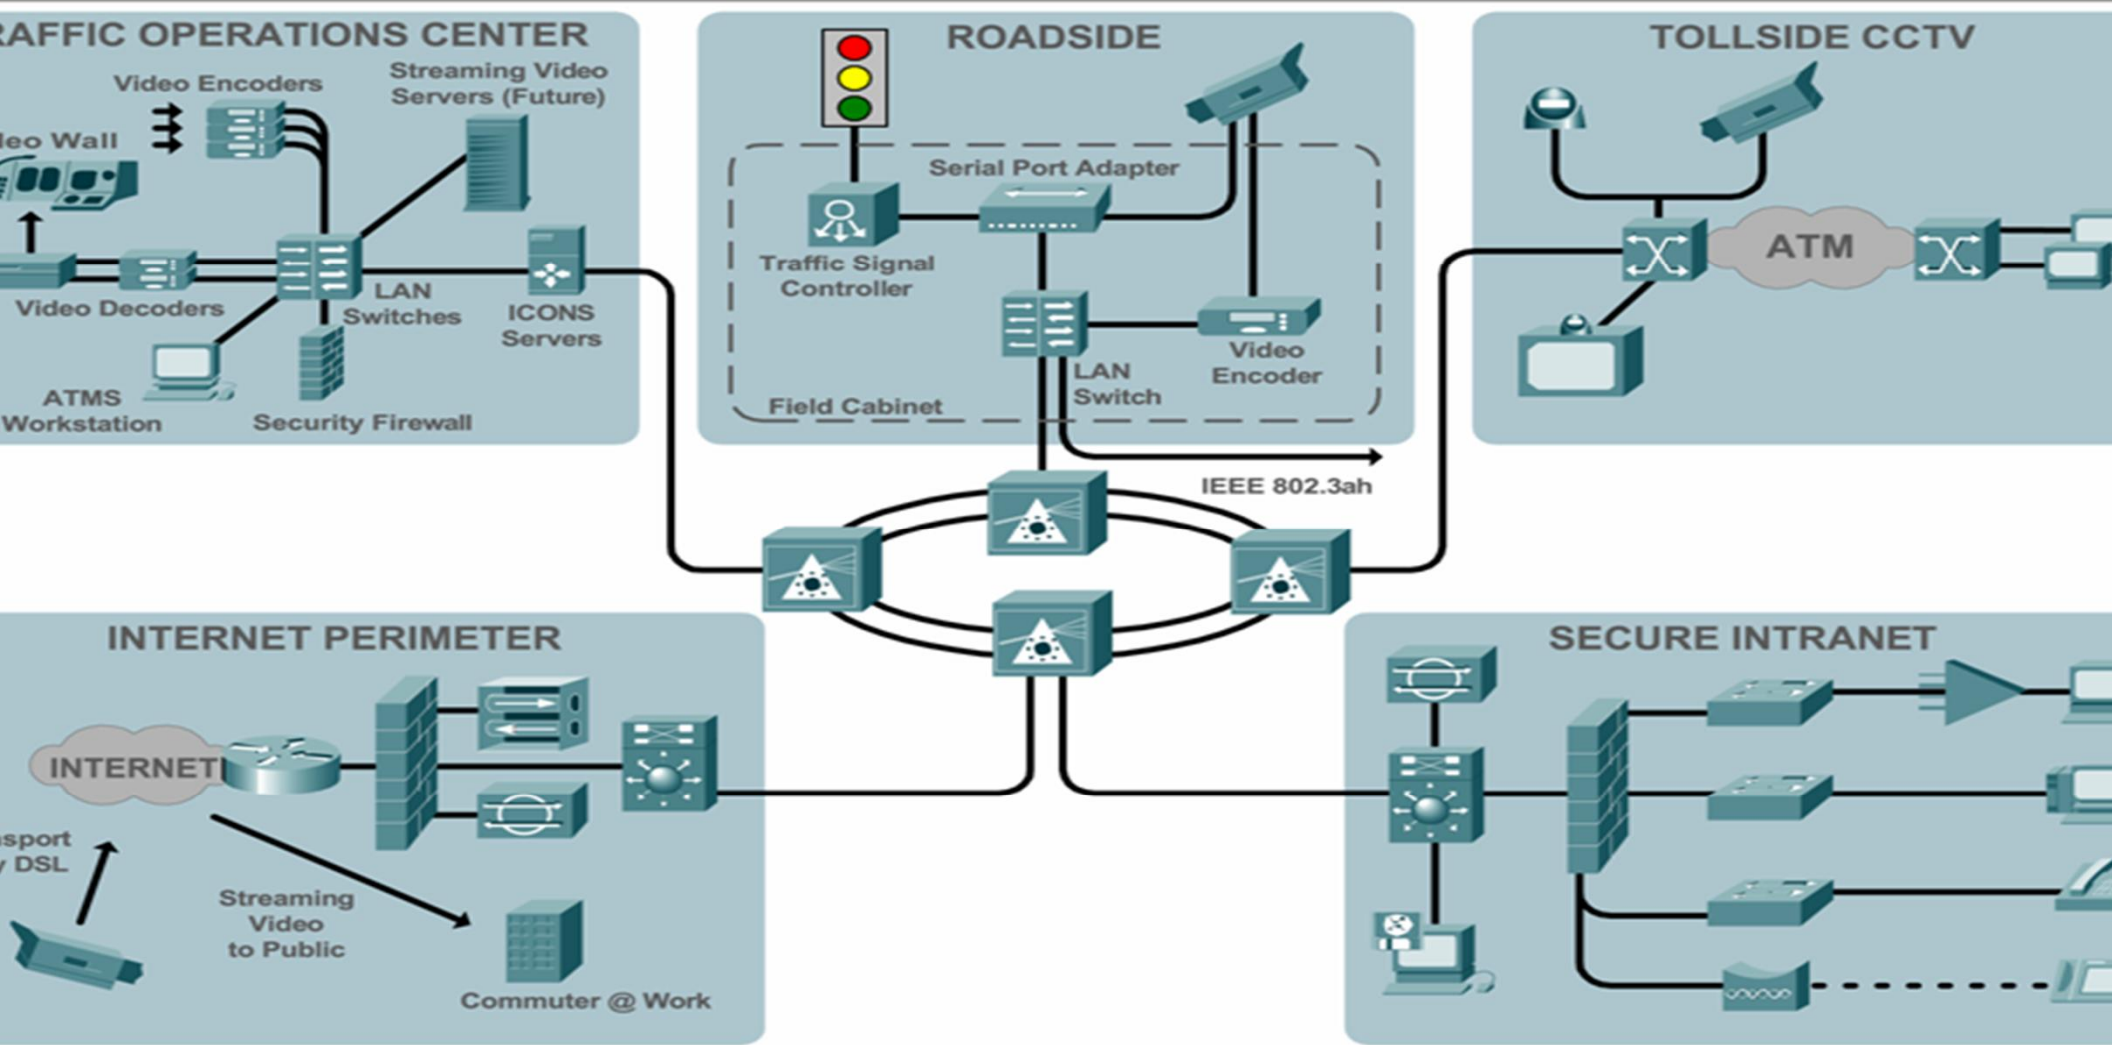 RAFFIC OPERATIONS CENTER
Video Encoders
Streaming Video
Servers (Future)
eo Wall
Video Decoders
LAN
Switches
ICONS
Servers
ATMS
Workstation
Security Firewall
ROADSIDE
Serial Port Adapter
Traffic Signal
Controller
Video
Encoder
LAN
Switch
Field Cabinet
IEEE 802.3ah
TOLLSIDE CCTV
ATM
INTERNET PERIMETER
INTERNET
sport
DSL
Streaming
Video
to Public
Commuter @ Work
SECURE INTRANET